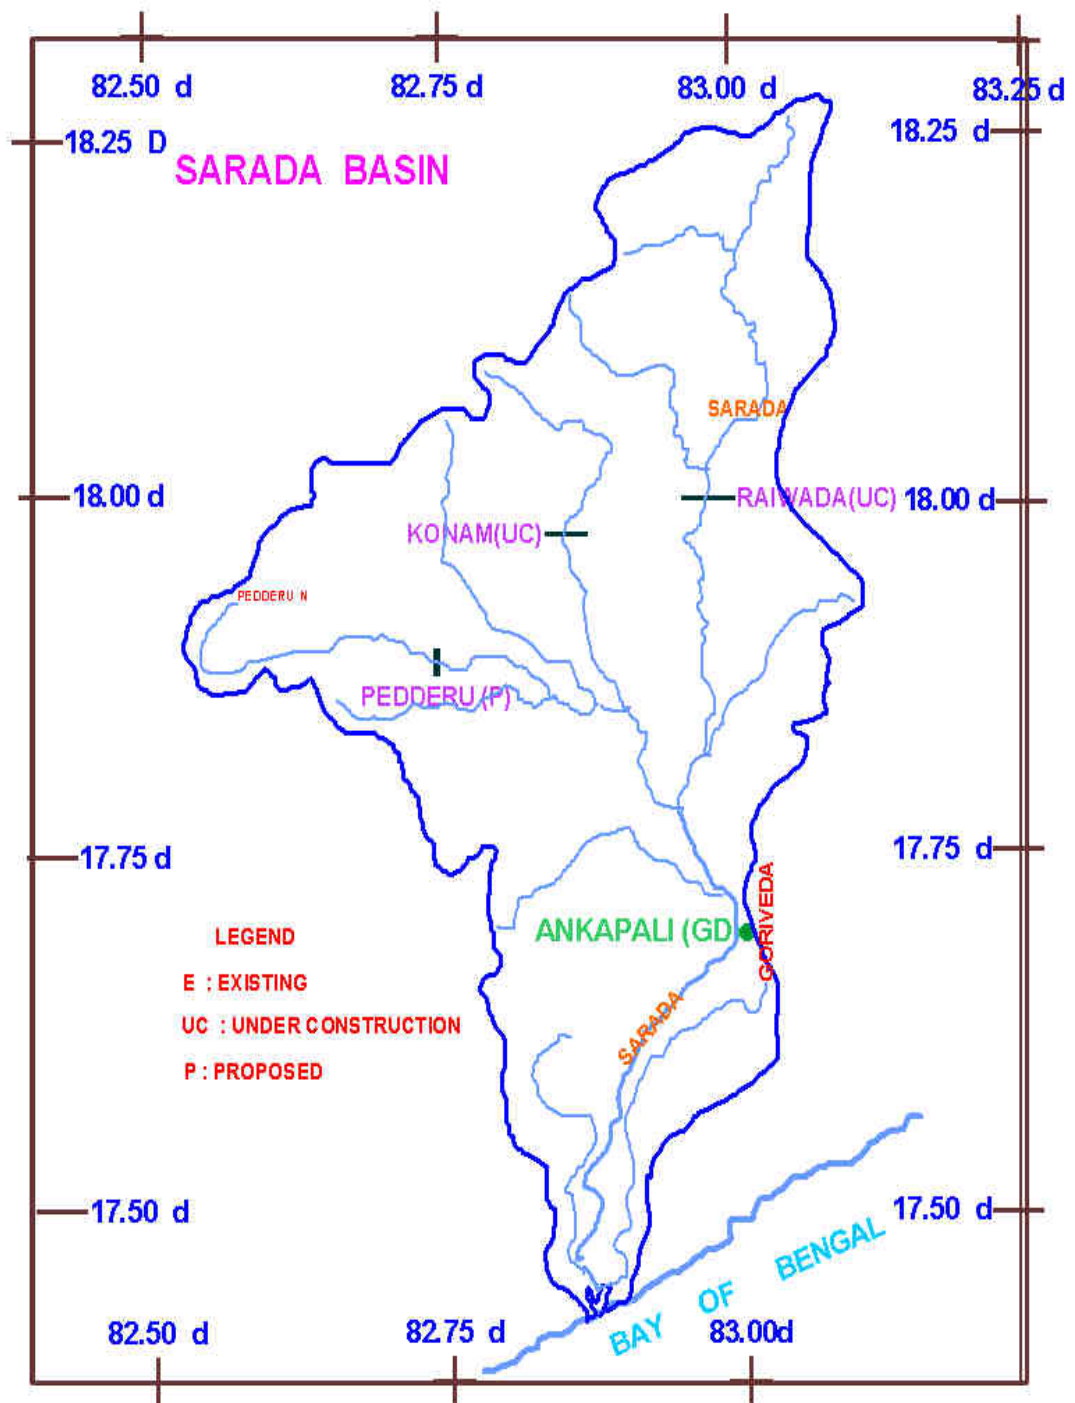 82.50 d
82.75 d
83.00 d
83.25 d
18.25 D
18.25 d
SARADA BASIN
SARADA
18.00 d
RAIWADA(UC)
18.00 d
KONAM(UC)
PEDDERU N
PEDDERU (P)
17.75 d
17.75 d
GORIVEDA
ANKAPALI (GD
LEGEND
E : EXISTING
UC : UNDER CONSTRUCTION
P : PROPOSED
SARADA
17.50 d
17.50 d
BAY OF BENGAL
82.50 d
82.75 d
83.00d